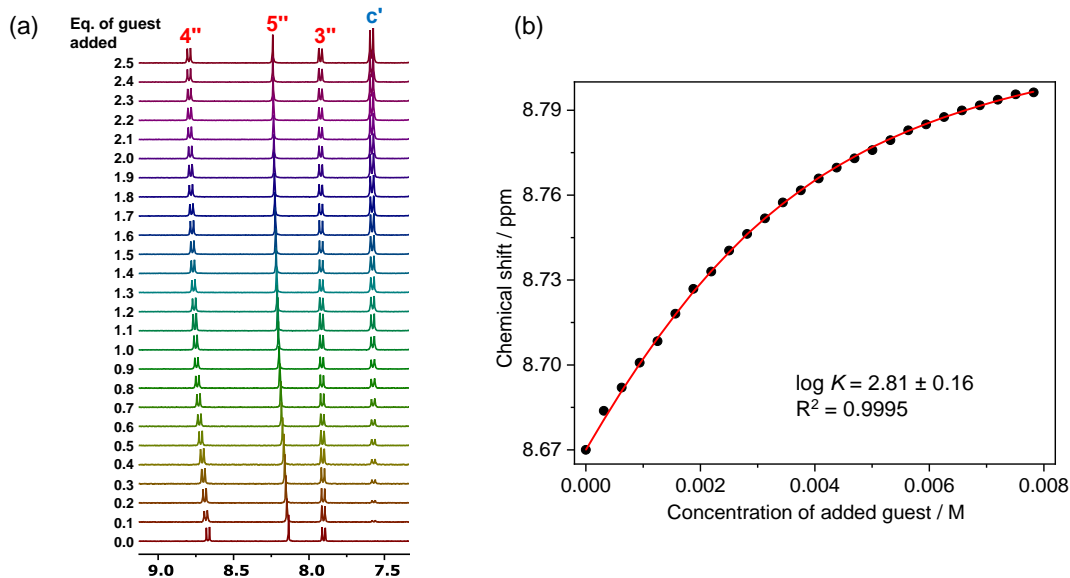 (a)
Eq. of guest
added
4'' 5'' 3'' c'
2.5
2.4
2.3
2.2
2.1
2.0
1.9
1.8
1.7
1.6
1.5
1.4
1.3
1.2
1.1
1.0
0.9
0.8
0.7
0.6
0.5
0.4
0.3
0.2
0.1
0.0
9.0 8.5 8.0 7.5
(b)
Chemical shift / ppm
8.79
8.76
8.73
8.70
8.67
log K = 2.81 ± 0.16
R² = 0.9995
0.000 0.002 0.004 0.006 0.008
Concentration of added guest / M